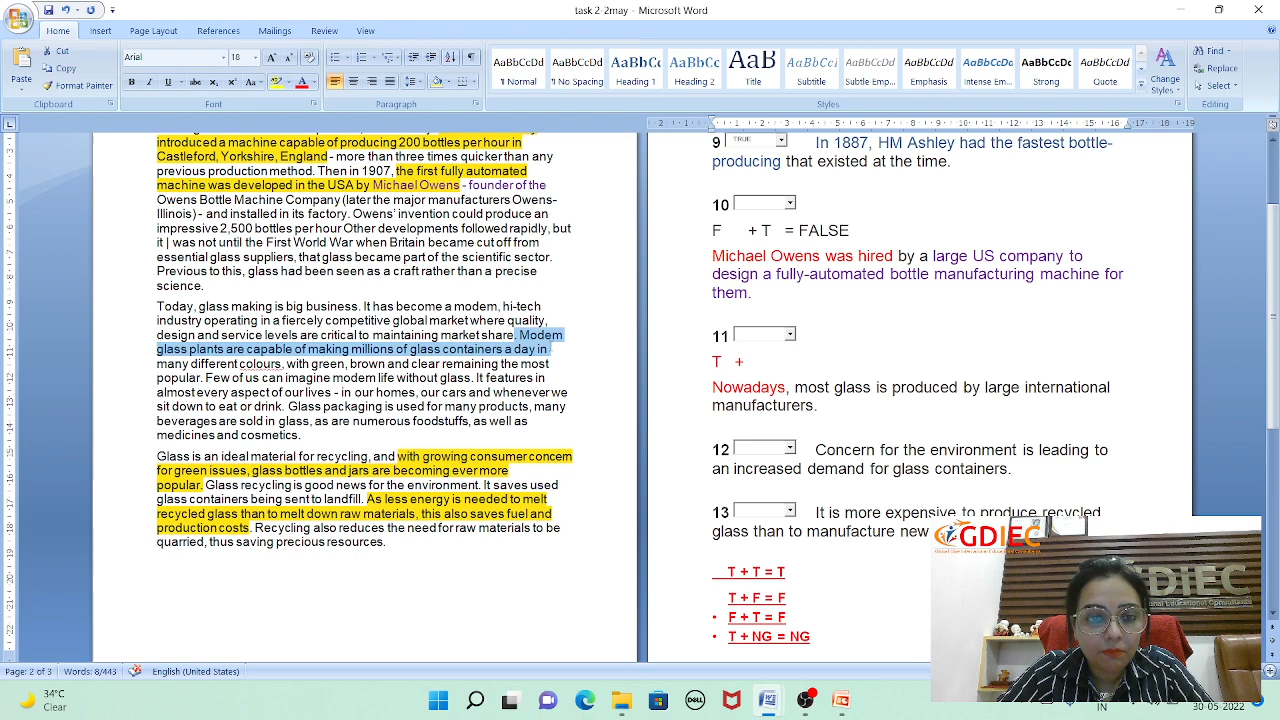 task 2-2may - Microsoft Word
Home Insert Page Layout References Mailings Review View
Cut
Copy
Format Painter
Paste
Arial 18
Clipboard Font Paragraph Styles Editing
AaBbCcDd AaBbCcDd AaBbCc AaBbCc AaB AaBbCcI AaBbCcDd AaBbCcDd AaBbCcDd AaBbCcDd AaBbCcDd
¶ Normal ¶ No Spacing Heading 1 Heading 2 Title Subtitle Subtle Emp... Emphasis Intense Em... Strong Quote
Change Styles
Find
Replace
Select
introduced a machine capable of producing 200 bottles per hour in
Castleford, Yorkshire, England - more than three times quicker than any
previous production method. Then in 1907, the first fully automated
machine was developed in the USA by Michael Owens - founder of the
Owens Bottle Machine Company (later the major manufacturers Owens-
Illinois) - and installed in its factory. Owens' invention could produce an
impressive 2,500 bottles per hour Other developments followed rapidly, but
it | was not until the First World War when Britain became cut off from
essential glass suppliers, that glass became part of the scientific sector.
Previous to this, glass had been seen as a craft rather than a precise
science.
Today, glass making is big business. It has become a modem, hi-tech
industry operating in a fiercely competitive global market where quality,
design and service levels are critical to maintaining market share. Modem
glass plants are capable of making millions of glass containers a day in
many different colours, with green, brown and clear remaining the most
popular. Few of us can imagine modem life without glass. It features in
almost every aspect of our lives - in our homes, our cars and whenever we
sit down to eat or drink. Glass packaging is used for many products, many
beverages are sold in glass, as are numerous foodstuffs, as well as
medicines and cosmetics.
Glass is an ideal material for recycling, and with growing consumer concern
for green issues, glass bottles and jars are becoming ever more
popular. Glass recycling is good news for the environment. It saves used
glass containers being sent to landfill. As less energy is needed to melt
recycled glass than to melt down raw materials, this also saves fuel and
production costs. Recycling also reduces the need for raw materials to be
quarried, thus saving precious resources.
9 TRUE In 1887, HM Ashley had the fastest bottle-
producing that existed at the time.
10
F + T = FALSE
Michael Owens was hired by a large US company to
design a fully-automated bottle manufacturing machine for
them.
11
T +
Nowadays, most glass is produced by large international
manufacturers.
12 Concern for the environment is leading to
an increased demand for glass containers.
13 It is more expensive to produce recycled
glass than to manufacture new
T + T = T
T + F = F
• F + T = F
• T + NG = NG
GDIEC
GDIEC
Page: 2 of 3 Words: 8/443 English (United States)
34°C
Clear
IN
30-05-2022